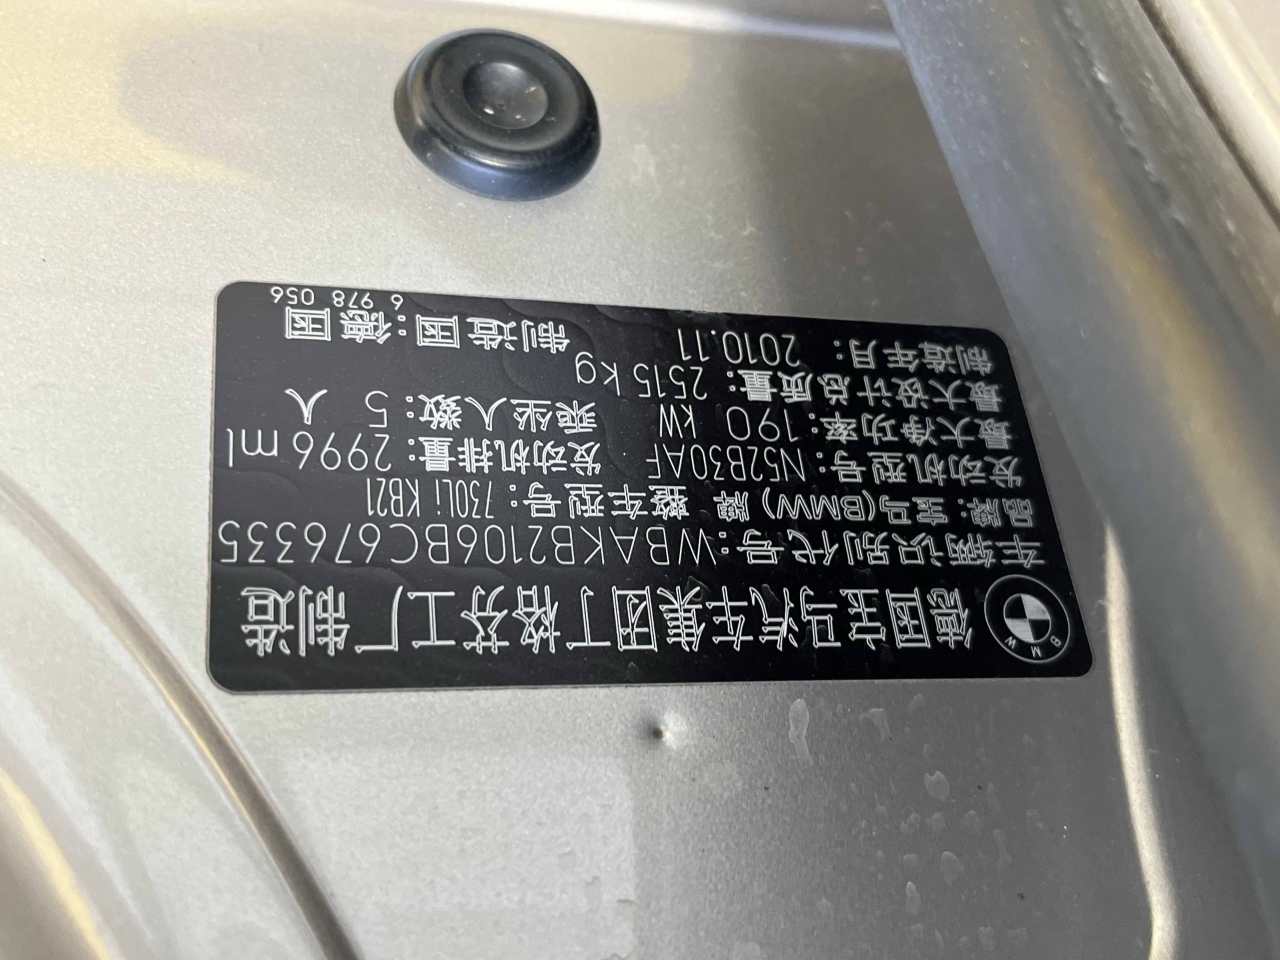 BMW
德国宝马汽车集团丁格芬工厂制造
车辆识别代号:WBAKB2106BC676335
品牌:宝马(BMW)牌 整车型号:730Li KB21
发动机型号:N52B30AF 发动机排量:2996 ml
最大净功率:190 kW 乘坐人数:5 人
最大设计总质量:2515 kg
制造年月:2010.11 制造国:德国
6 978 056